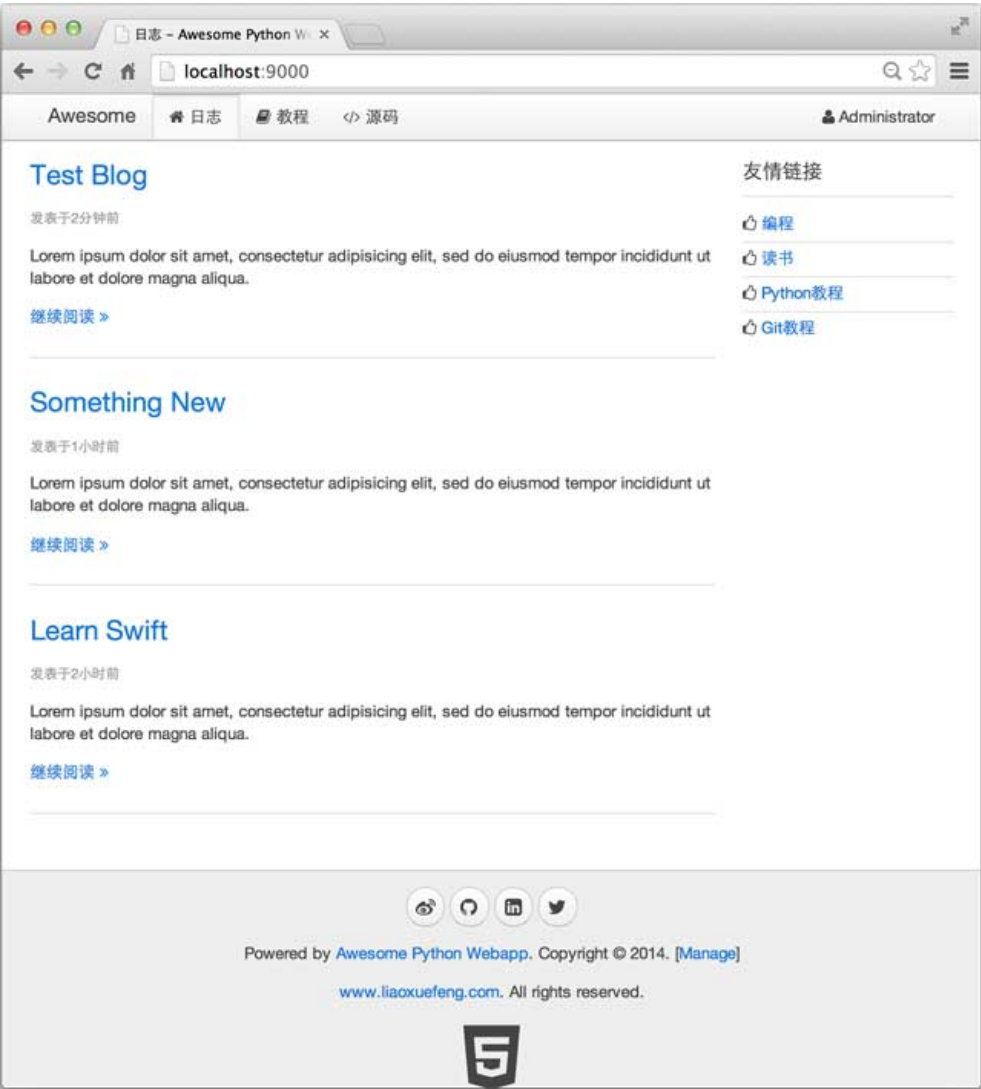 日志 - Awesome Python W
localhost:9000
Awesome 日志 教程 </> 源码 Administrator
Test Blog
发表于2分钟前
Lorem ipsum dolor sit amet, consectetur adipisicing elit, sed do eiusmod tempor incididunt ut
labore et dolore magna aliqua.
继续阅读 »
Something New
发表于1小时前
Lorem ipsum dolor sit amet, consectetur adipisicing elit, sed do eiusmod tempor incididunt ut
labore et dolore magna aliqua.
继续阅读 »
Learn Swift
发表于2小时前
Lorem ipsum dolor sit amet, consectetur adipisicing elit, sed do eiusmod tempor incididunt ut
labore et dolore magna aliqua.
继续阅读 »
友情链接
编程
读书
Python教程
Git教程
Powered by Awesome Python Webapp. Copyright © 2014. [Manage]
www.liaoxuefeng.com. All rights reserved.
5